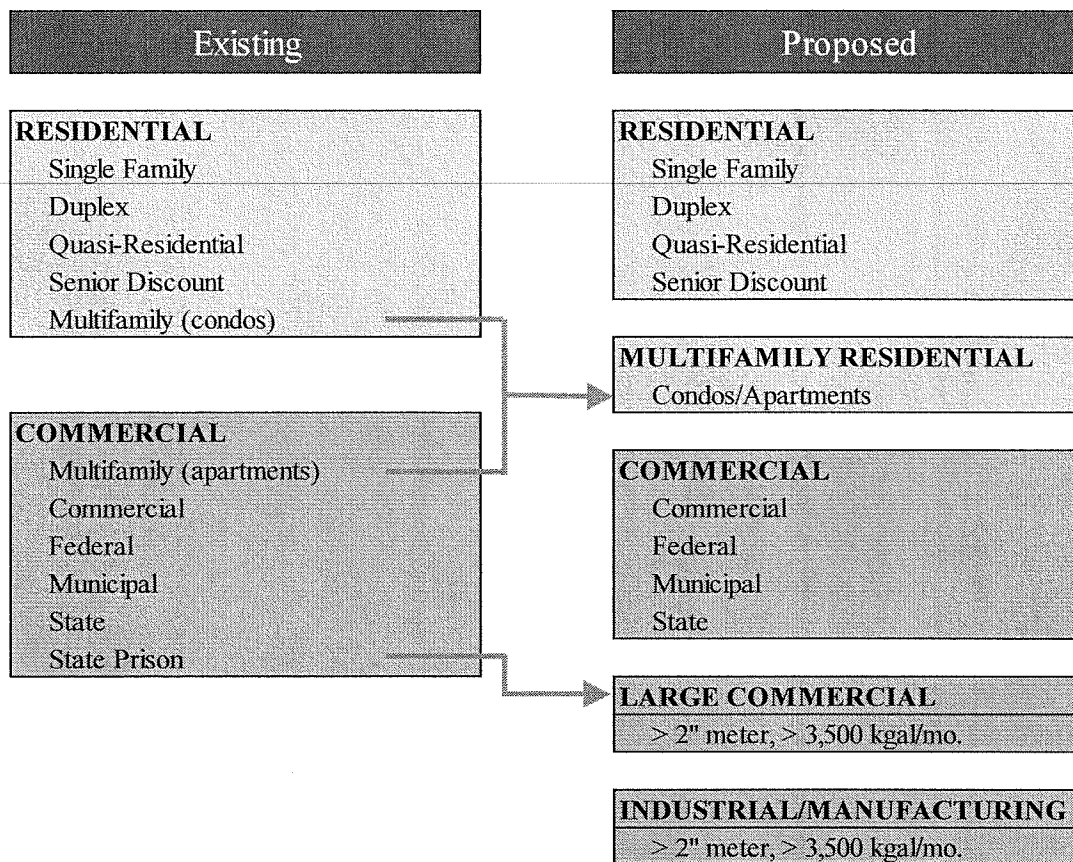 Existing
RESIDENTIAL
Single Family
Duplex
Quasi-Residential
Senior Discount
Multifamily (condos)
COMMERCIAL
Multifamily (apartments)
Commercial
Federal
Municipal
State
State Prison
Proposed
RESIDENTIAL
Single Family
Duplex
Quasi-Residential
Senior Discount
MULTIFAMILY RESIDENTIAL
Condos/Apartments
COMMERCIAL
Commercial
Federal
Municipal
State
LARGE COMMERCIAL
> 2" meter, > 3,500 kgal/mo.
INDUSTRIAL/MANUFACTURING
> 2" meter, > 3,500 kgal/mo.